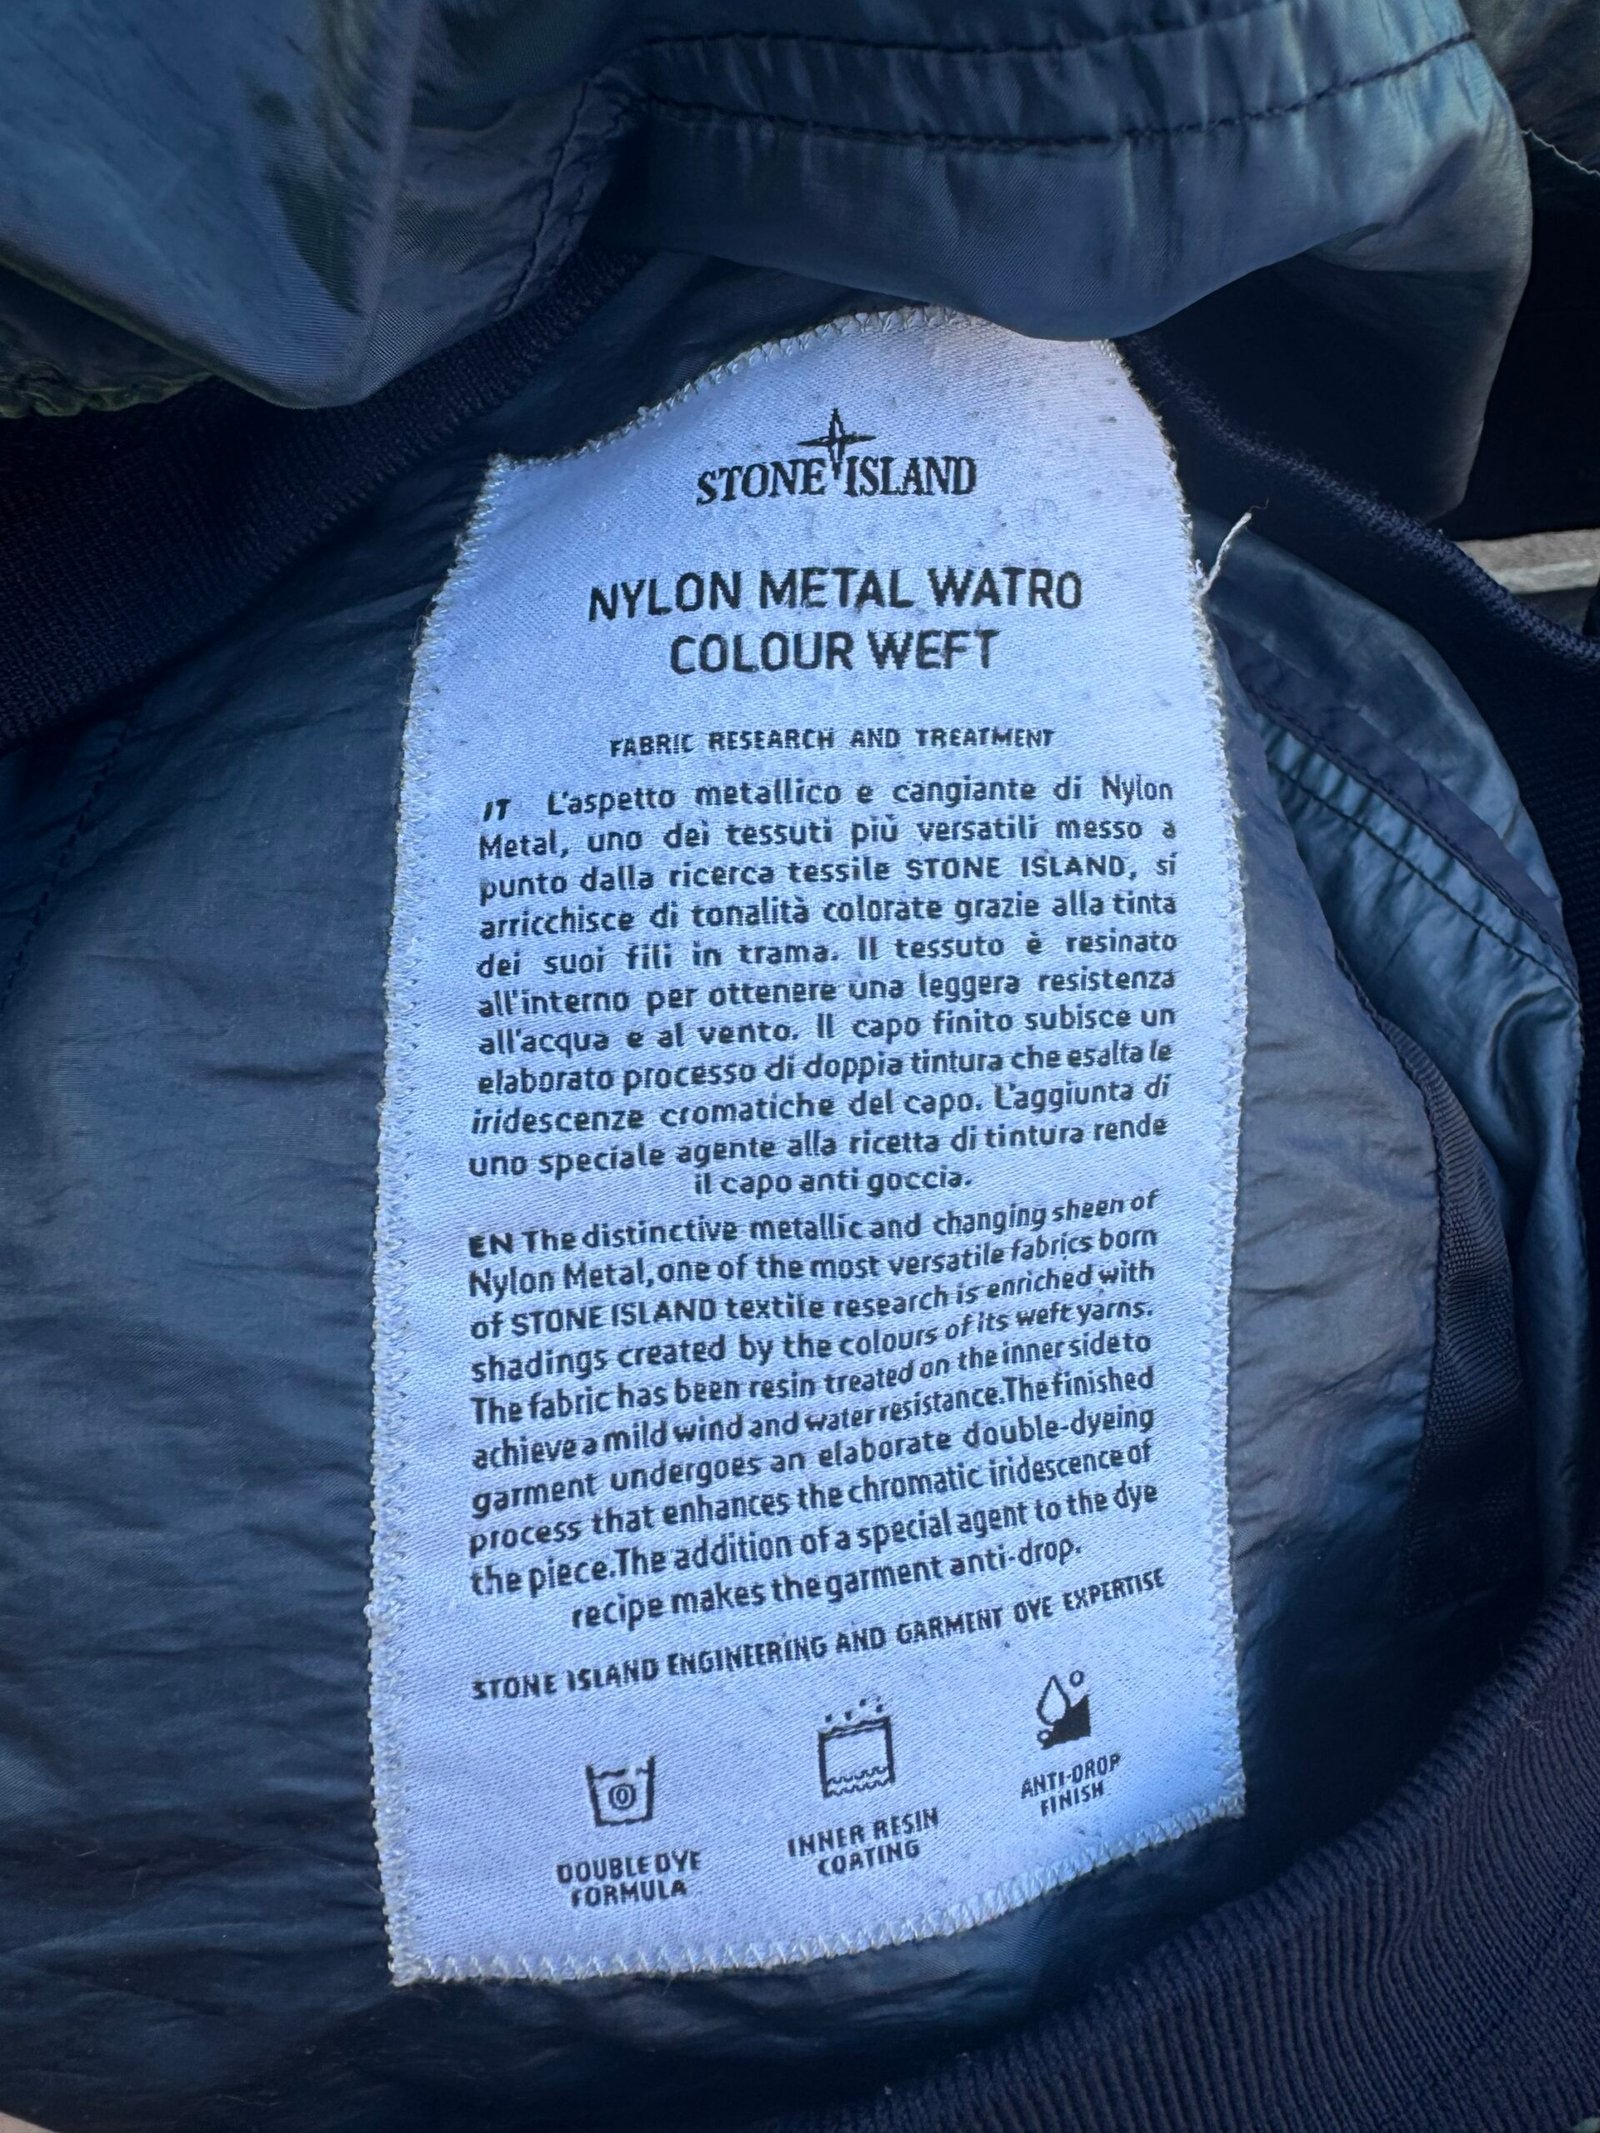 STONE ISLAND
NYLON METAL WATRO
COLOUR WEFT
FABRIC RESEARCH AND TREATMENT
IT L'aspetto metallico e cangiante di Nylon
Metal, uno dei tessuti più versatili messo a
punto dalla ricerca tessile STONE ISLAND, si
arricchisce di tonalità colorate grazie alla tinta
dei suoi fili in trama. Il tessuto è resinato
all'interno per ottenere una leggera resistenza
all'acqua e al vento. Il capo finito subisce un
elaborato processo di doppia tintura che esalta le
iridescenze cromatiche del capo. L'aggiunta di
uno speciale agente alla ricetta di tintura rende
il capo anti goccia.
EN The distinctive metallic and changing sheen of
Nylon Metal, one of the most versatile fabrics born
of STONE ISLAND textile research is enriched with
shadings created by the colours of its weft yarns.
The fabric has been resin treated on the inner side to
achieve a mild wind and water resistance. The finished
garment undergoes an elaborate double-dyeing
process that enhances the chromatic iridescence of
the piece. The addition of a special agent to the dye
recipe makes the garment anti-drop.
STONE ISLAND ENGINEERING AND GARMENT DYE EXPERTISE
DOUBLE DYE
FORMULA
INNER RESIN
COATING
ANTI-DROP
FINISH